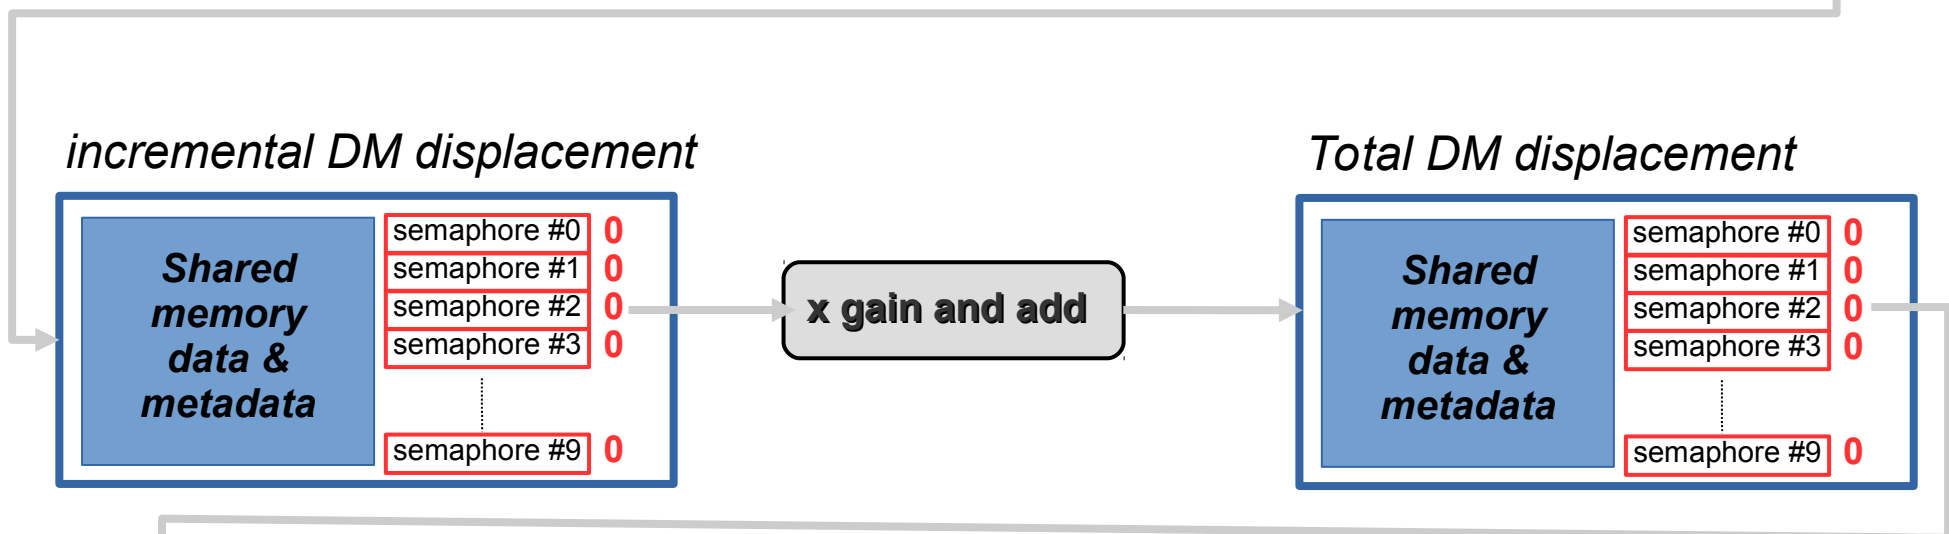 incremental DM displacement
Shared
memory
data &
metadata
semaphore #0 0
semaphore #1 0
semaphore #2 0
semaphore #3 0
semaphore #9 0
x gain and add
Total DM displacement
Shared
memory
data &
metadata
semaphore #0 0
semaphore #1 0
semaphore #2 0
semaphore #3 0
semaphore #9 0